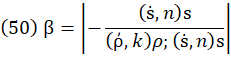 (50) β = |− (ṡ, n)s / (ρ́, k)ρ; (ṡ, n)s|